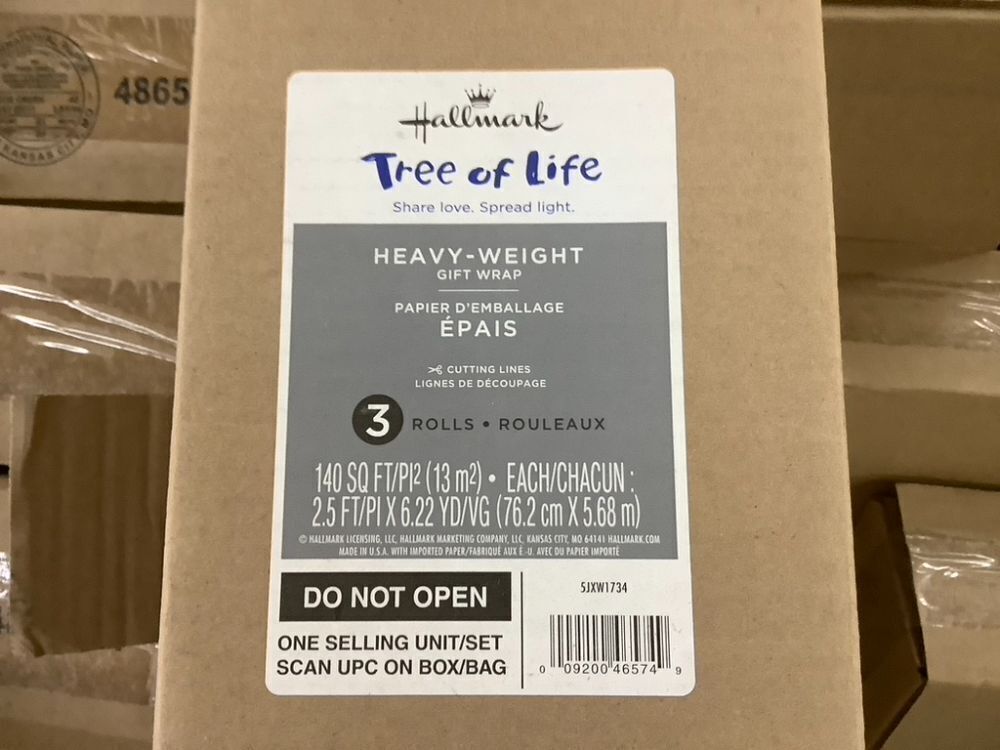 4865
KANSAS CIT
Hallmark
Tree of Life
Share love. Spread light.
HEAVY-WEIGHT
GIFT WRAP
PAPIER D'EMBALLAGE
ÉPAIS
CUTTING LINES
LIGNES DE DÉCOUPAGE
3 ROLLS • ROULEAUX
140 SQ FT/PI² (13 m²) • EACH/CHACUN :
2.5 FT/PI X 6.22 YD/VG (76.2 cm X 5.68 m)
© HALLMARK LICENSING, LLC, HALLMARK MARKETING COMPANY, LLC, KANSAS CITY, MO 64141 HALLMARK.COM
MADE IN U.S.A. WITH IMPORTED PAPER/FABRIQUÉ AUX É.-U. AVEC DU PAPIER IMPORTÉ
DO NOT OPEN
ONE SELLING UNIT/SET
SCAN UPC ON BOX/BAG
5JXW1734
0 09200 46574 9